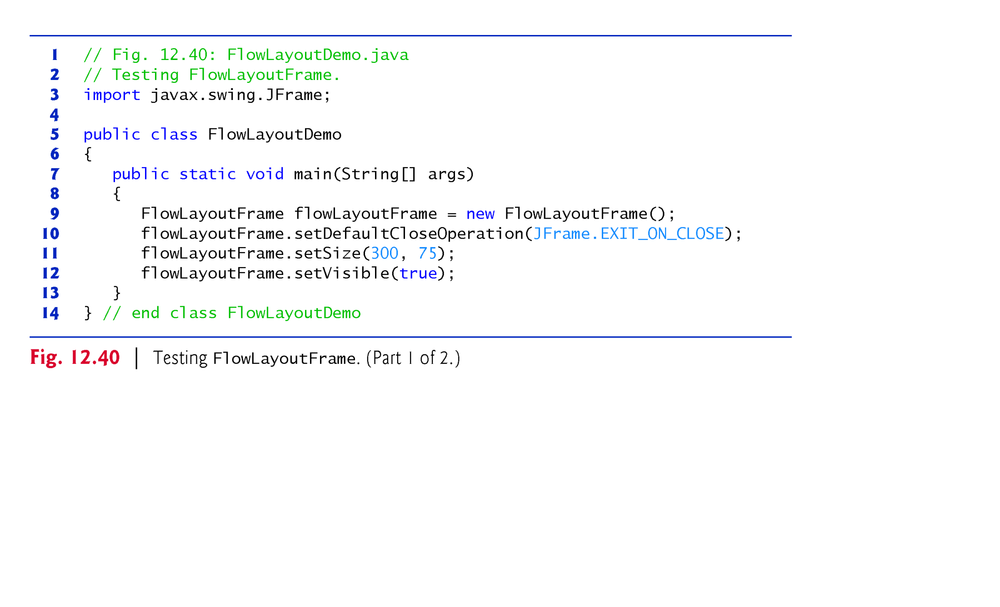 1 // Fig. 12.40: FlowLayoutDemo.java
2 // Testing FlowLayoutFrame.
3 import javax.swing.JFrame;
4
5 public class FlowLayoutDemo
6 {
7    public static void main(String[] args)
8    {
9       FlowLayoutFrame flowLayoutFrame = new FlowLayoutFrame();
10       flowLayoutFrame.setDefaultCloseOperation(JFrame.EXIT_ON_CLOSE);
11       flowLayoutFrame.setSize(300, 75);
12       flowLayoutFrame.setVisible(true);
13    }
14 } // end class FlowLayoutDemo
Fig. 12.40 | Testing FlowLayoutFrame. (Part 1 of 2.)